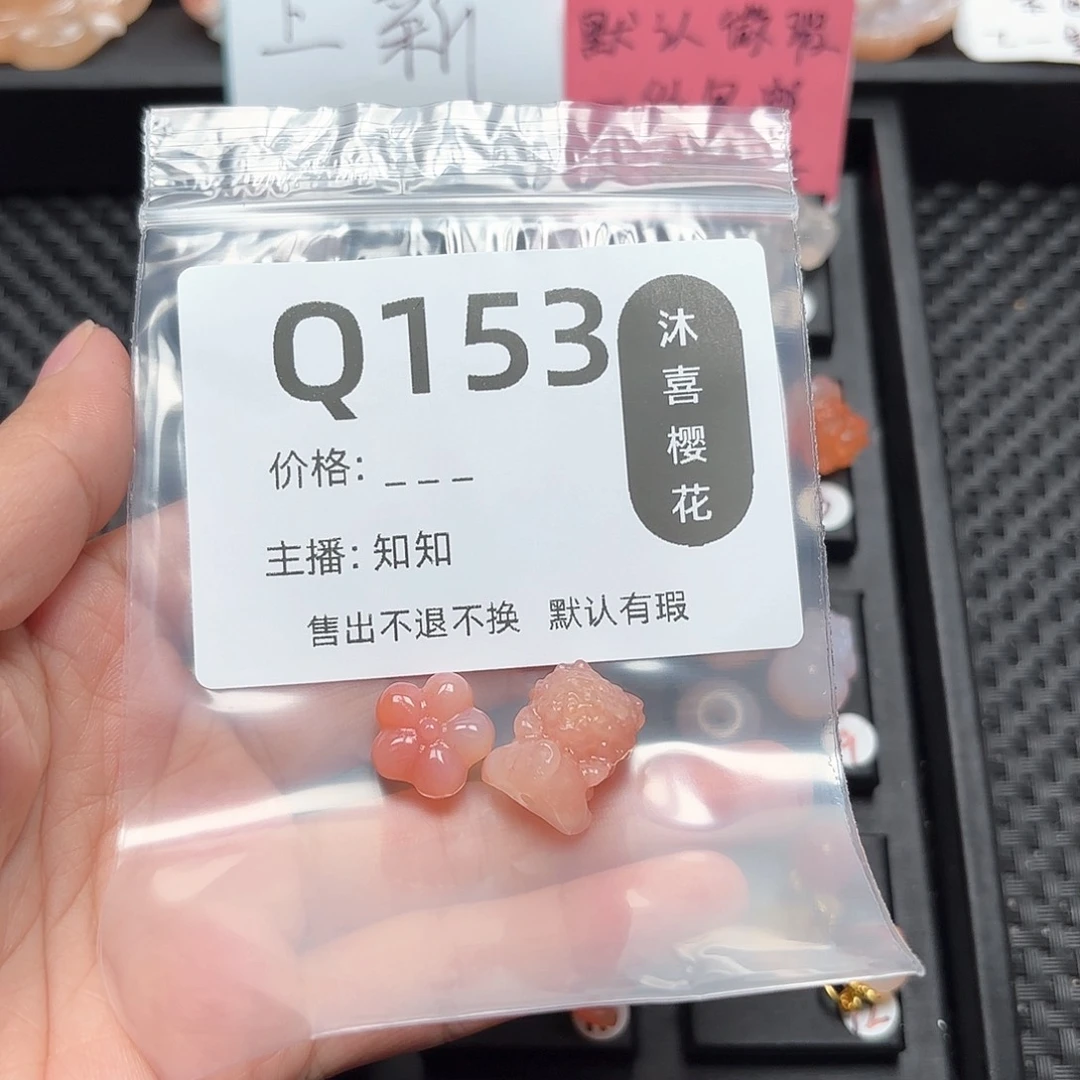 上新
默认微瑕
Q153
沐喜樱花
价格: _ _ _
主播: 知知
售出不退不换 默认有瑕